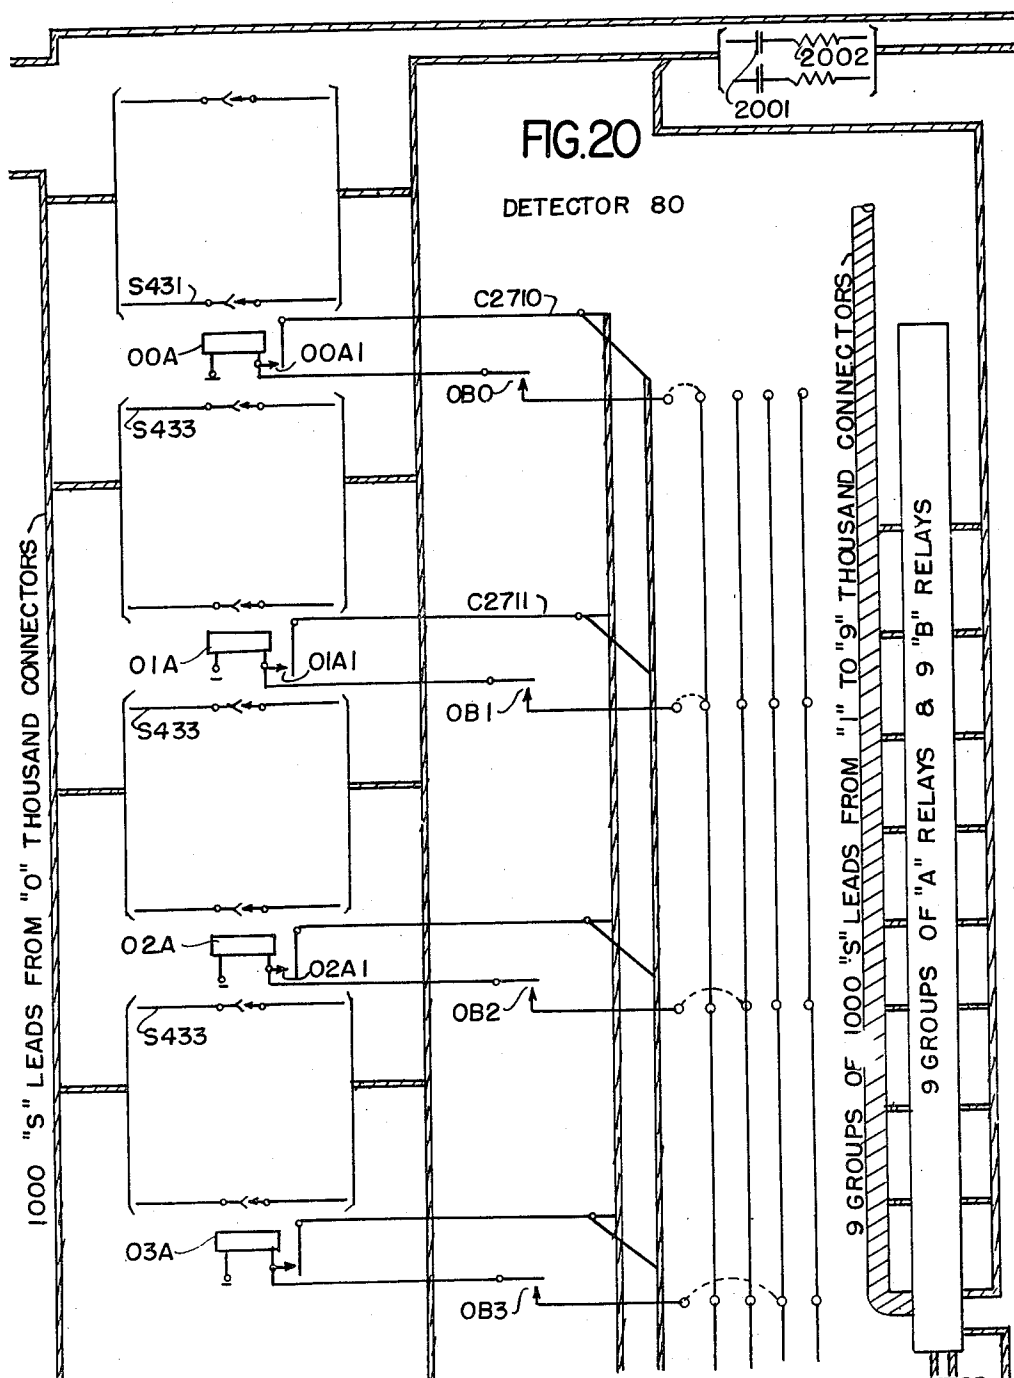 2002
2001
FIG.20
DETECTOR 80
S431
C2710
00A
00A1
0B0
S433
C2711
01A
01A1
0B1
S433
02A
02A1
0B2
S433
03A
0B3
1000 "S" LEADS FROM "0" THOUSAND CONNECTORS
9 GROUPS OF 1000 "S" LEADS FROM "1" TO "9" THOUSAND CONNECTORS
9 GROUPS OF "A" RELAYS & 9 "B" RELAYS